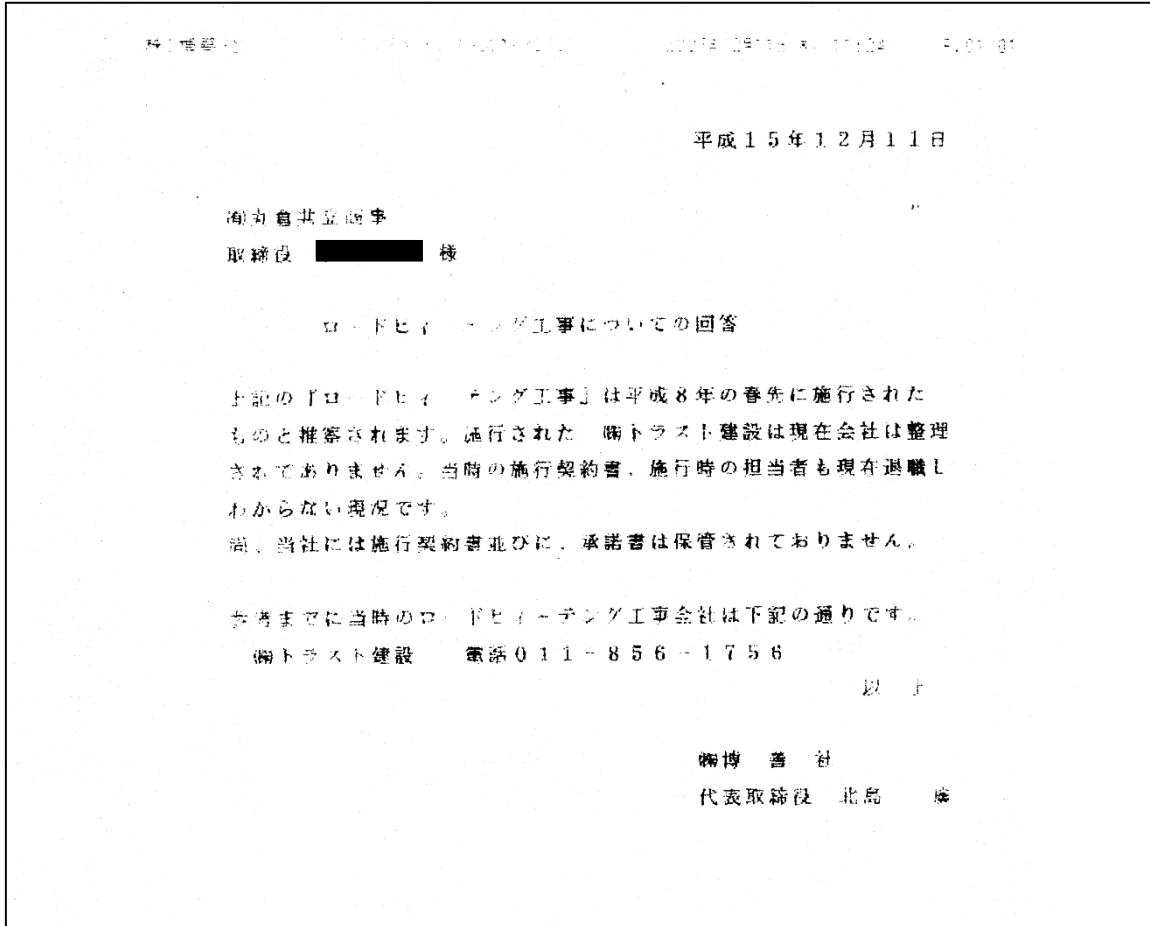 平成15年12月11日
㈲丸倉共立商事
取締役 様
ロードヒィーテング工事についての回答
上記の『ロードヒィーテング工事』は平成8年の春先に施行された
ものと推察されます。施行された ㈱トラスト建設は現在会社は整理
されてありません。当時の施行契約書、施行時の担当者も現在退職し
わからない現況です。
尚、当社には施行契約書並びに、承諾書は保管されておりません。
参考までに当時のロードヒィーテング工事会社は下記の通りです。
㈱トラスト建設 電話011-856-1756
以 上
㈱博 善 社
代表取締役 北島